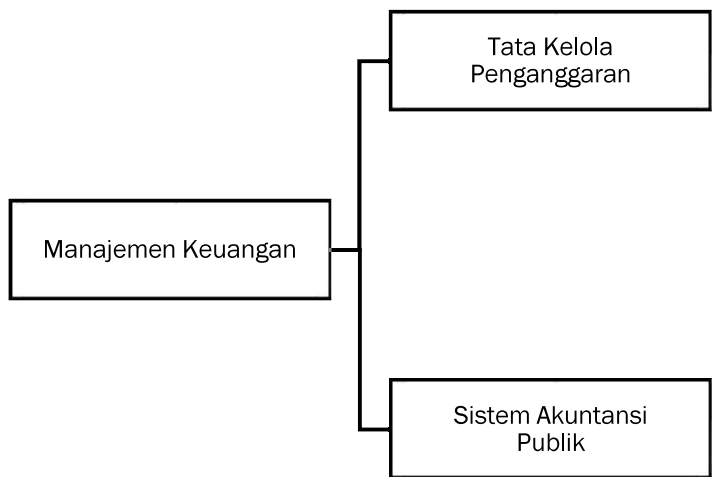 Tata Kelola
Penganggaran
Manajemen Keuangan
Sistem Akuntansi
Publik